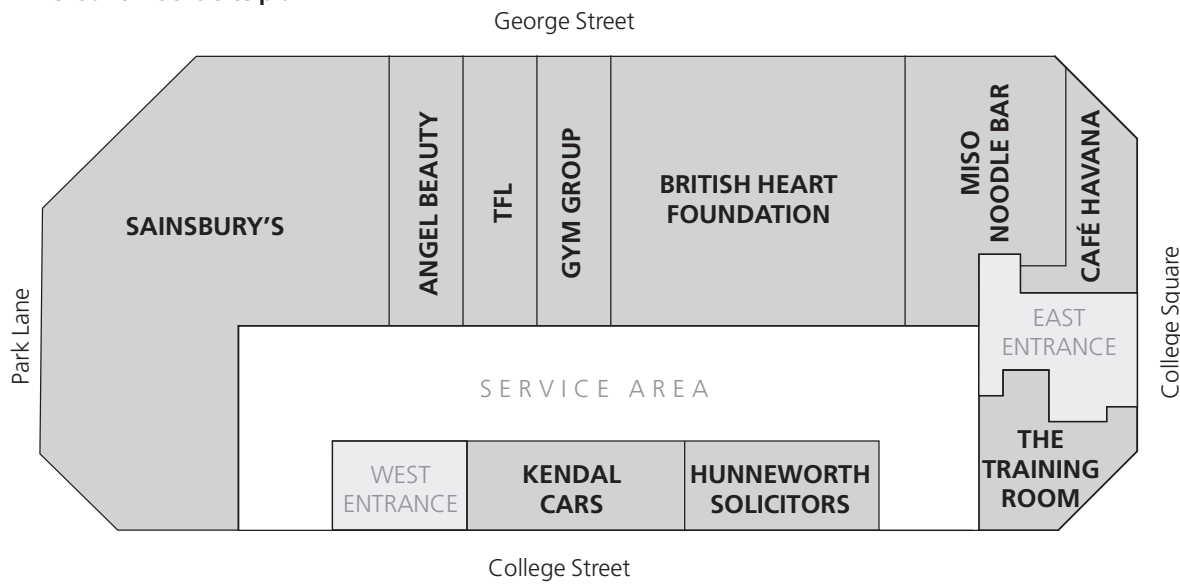 George Street
SAINSBURY'S
ANGEL BEAUTY
TFL
GYM GROUP
BRITISH HEART
FOUNDATION
MISO
NOODLE BAR
CAFÉ HAVANA
Park Lane
College Square
EAST
ENTRANCE
SERVICE AREA
WEST
ENTRANCE
KENDAL
CARS
HUNNEWORTH
SOLICITORS
THE
TRAINING
ROOM
College Street